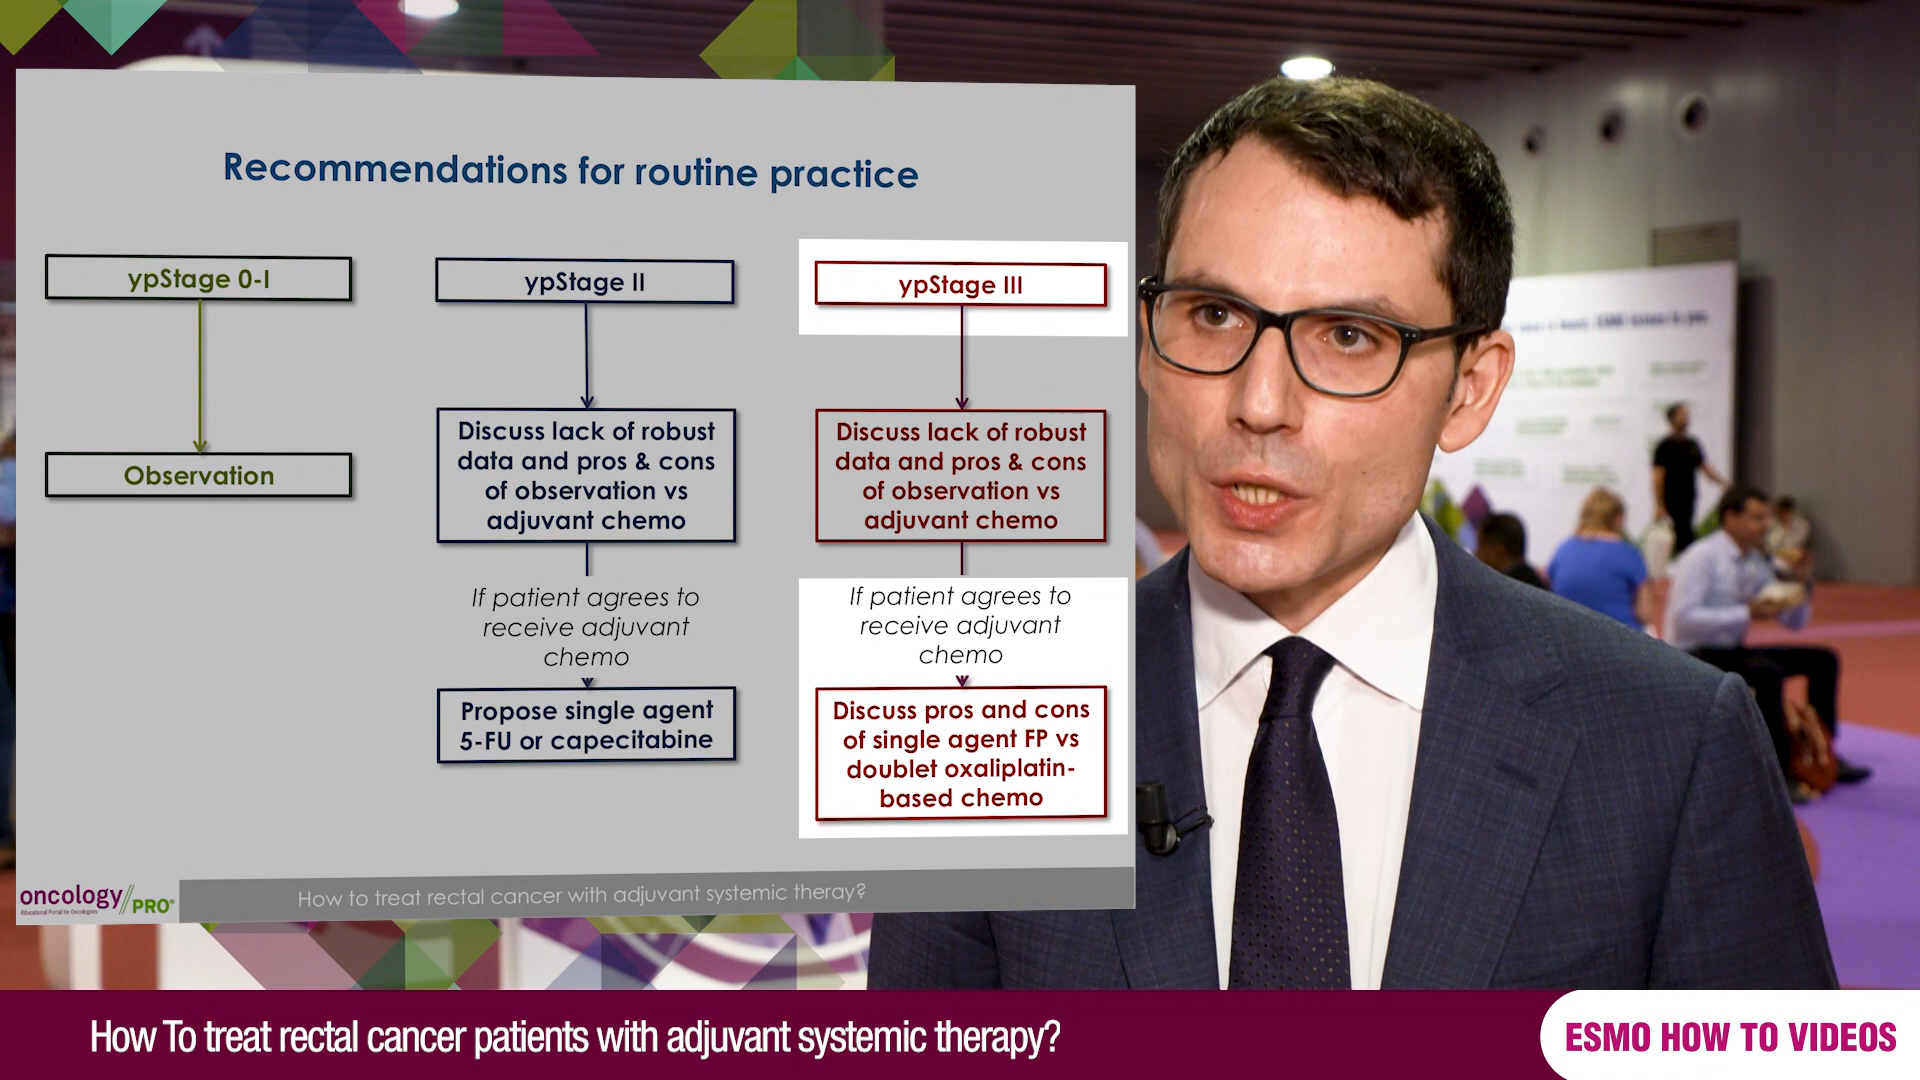 Recommendations for routine practice
ypStage 0-I
Observation
ypStage II
Discuss lack of robust
data and pros & cons
of observation vs
adjuvant chemo
If patient agrees to
receive adjuvant
chemo
Propose single agent
5-FU or capecitabine
ypStage III
Discuss lack of robust
data and pros & cons
of observation vs
adjuvant chemo
If patient agrees to
receive adjuvant
chemo
Discuss pros and cons
of single agent FP vs
doublet oxaliplatin-
based chemo
oncology//PRO®
Educational Portal for Oncologists
How to treat rectal cancer with adjuvant systemic theray?
How To treat rectal cancer patients with adjuvant systemic therapy?
ESMO HOW TO VIDEOS